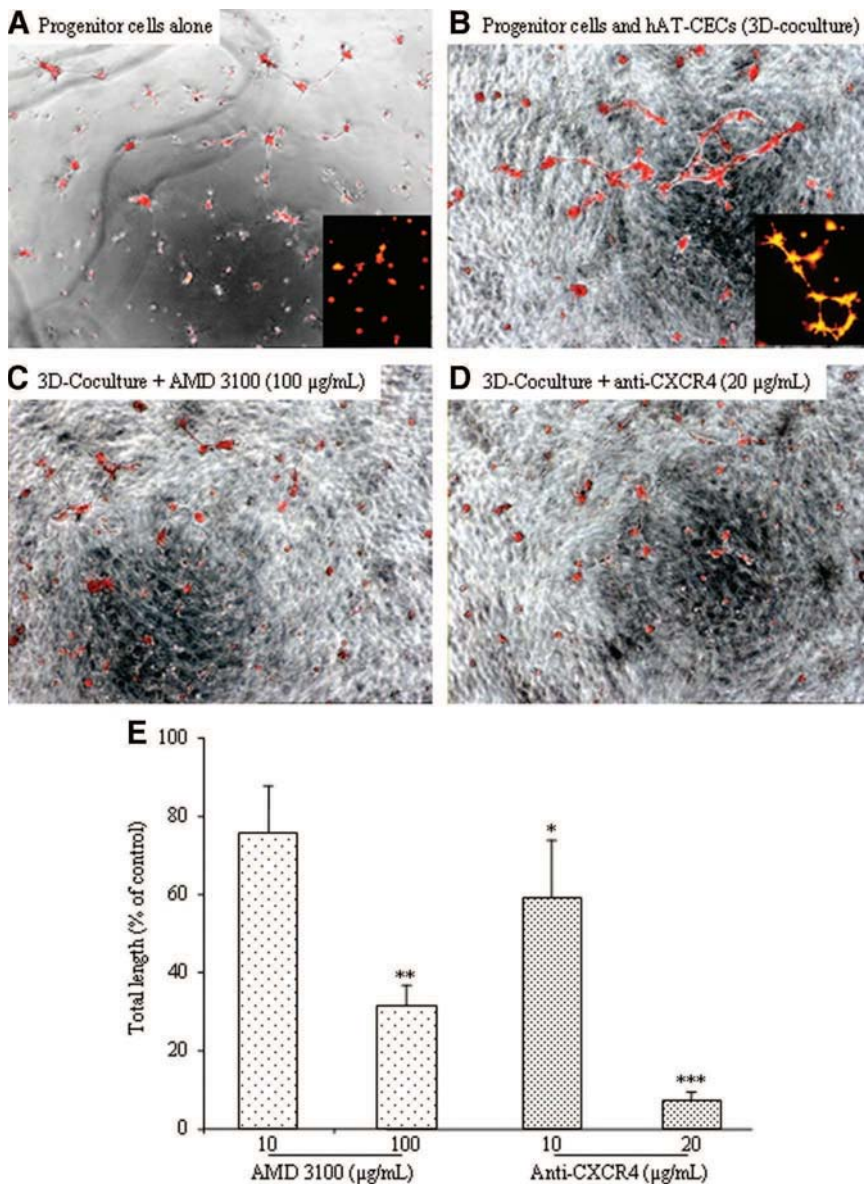 A Progenitor cells alone
B Progenitor cells and hAT-CECs (3D-coculture)
C 3D-Coculture + AMD 3100 (100 µg/mL)
D 3D-Coculture + anti-CXCR4 (20 µg/mL)
E
Total length (% of control)
100
80
60
40
20
0
*
**
***
10 100 10 20
AMD 3100 (µg/mL) Anti-CXCR4 (µg/mL)